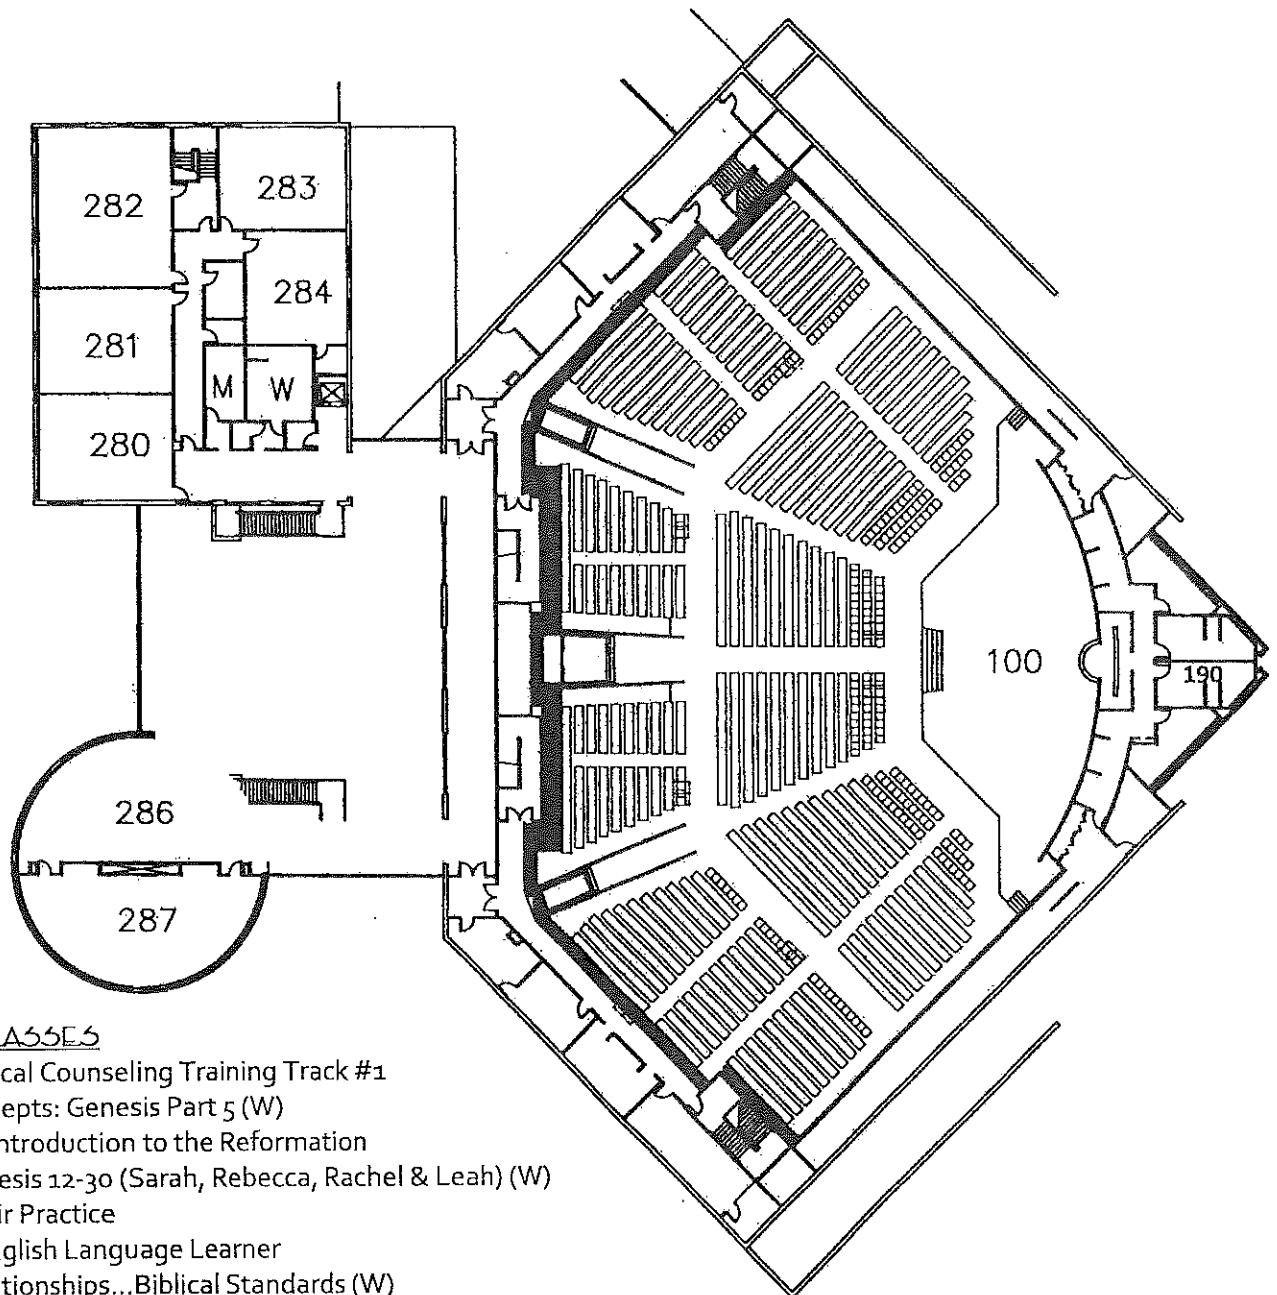 282
283
284
281
M
W
280
100
190
286
287
ASSES
ical Counseling Training Track #1
epts: Genesis Part 5 (W)
ntroduction to the Reformation
esis 12-30 (Sarah, Rebecca, Rachel & Leah) (W)
ir Practice
glish Language Learner
tionships...Biblical Standards (W)